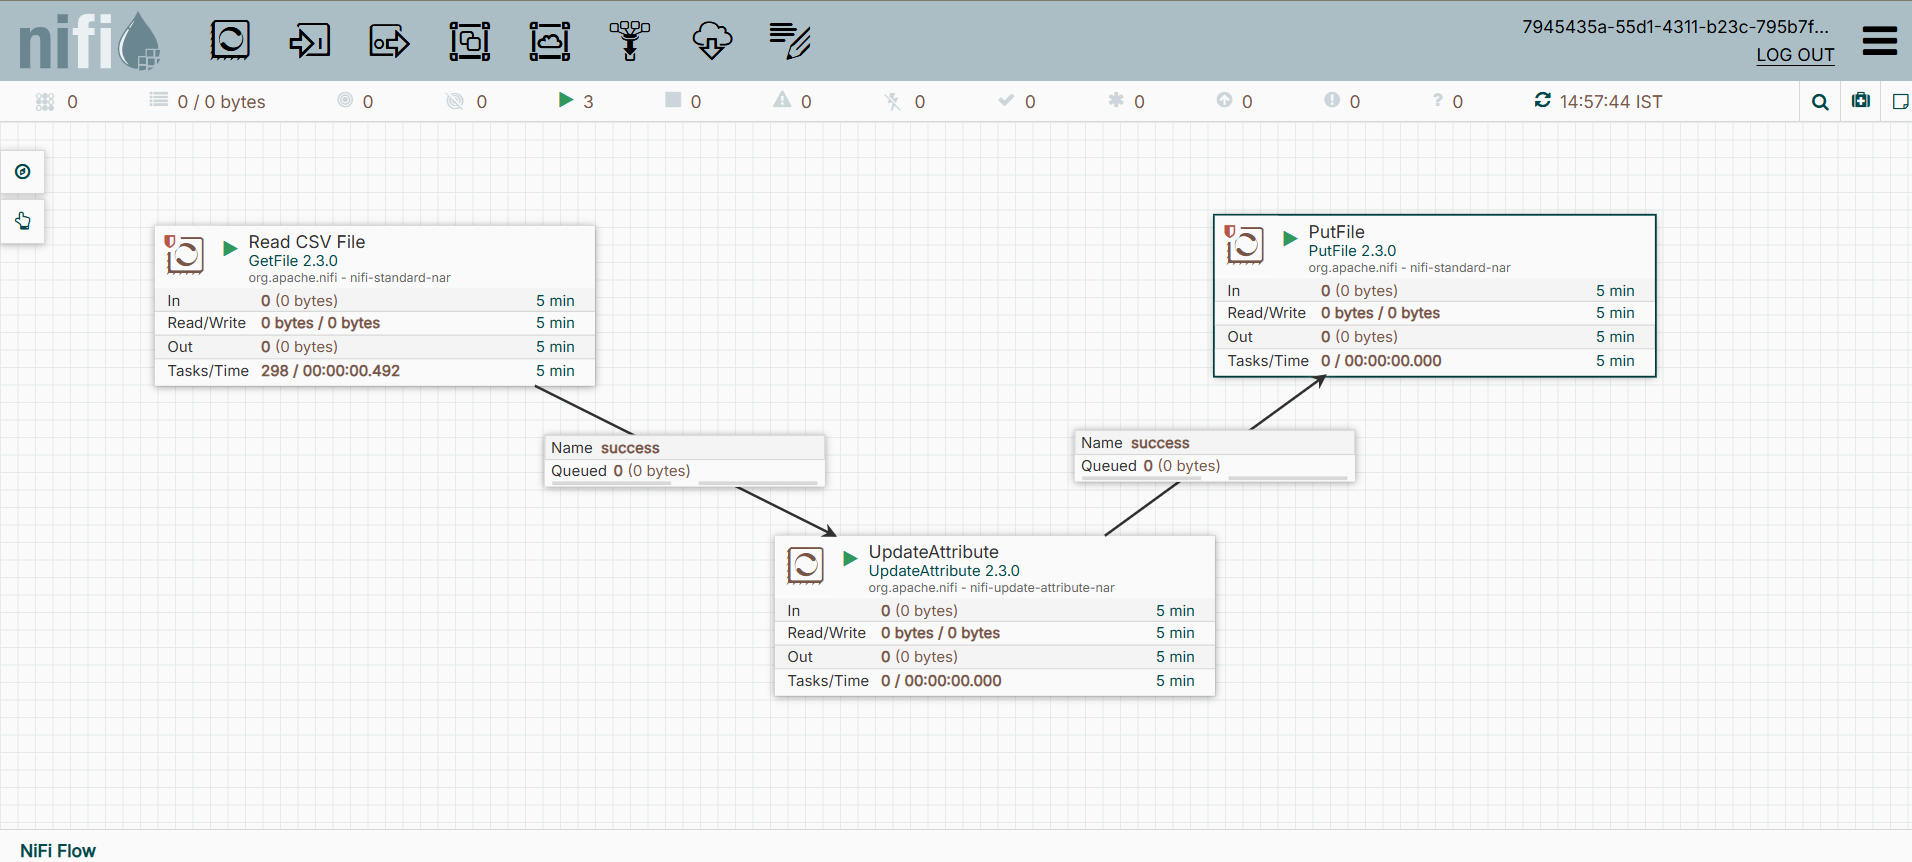 nifi
7945435a-55d1-4311-b23c-795b7f...
LOG OUT
0 0 / 0 bytes 0 0 3 0 0 0 0 0 0 0 ? 0 14:57:44 IST
Read CSV File
GetFile 2.3.0
org.apache.nifi - nifi-standard-nar
In 0 (0 bytes) 5 min
Read/Write 0 bytes / 0 bytes 5 min
Out 0 (0 bytes) 5 min
Tasks/Time 298 / 00:00:00.492 5 min
PutFile
PutFile 2.3.0
org.apache.nifi - nifi-standard-nar
In 0 (0 bytes) 5 min
Read/Write 0 bytes / 0 bytes 5 min
Out 0 (0 bytes) 5 min
Tasks/Time 0 / 00:00:00.000 5 min
Name success
Queued 0 (0 bytes)
Name success
Queued 0 (0 bytes)
UpdateAttribute
UpdateAttribute 2.3.0
org.apache.nifi - nifi-update-attribute-nar
In 0 (0 bytes) 5 min
Read/Write 0 bytes / 0 bytes 5 min
Out 0 (0 bytes) 5 min
Tasks/Time 0 / 00:00:00.000 5 min
NiFi Flow